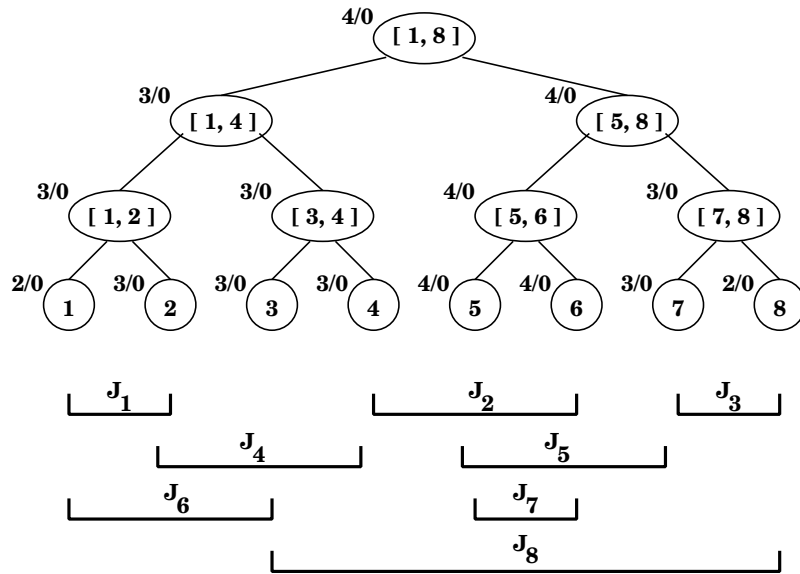 4/0 [ 1, 8 ]
3/0 [ 1, 4 ] 4/0 [ 5, 8 ]
3/0 [ 1, 2 ] 3/0 [ 3, 4 ] 4/0 [ 5, 6 ] 3/0 [ 7, 8 ]
2/0 1 3/0 2 3/0 3 3/0 4 4/0 5 4/0 6 3/0 7 2/0 8
J1 J2 J3
J4 J5
J6 J7
J8